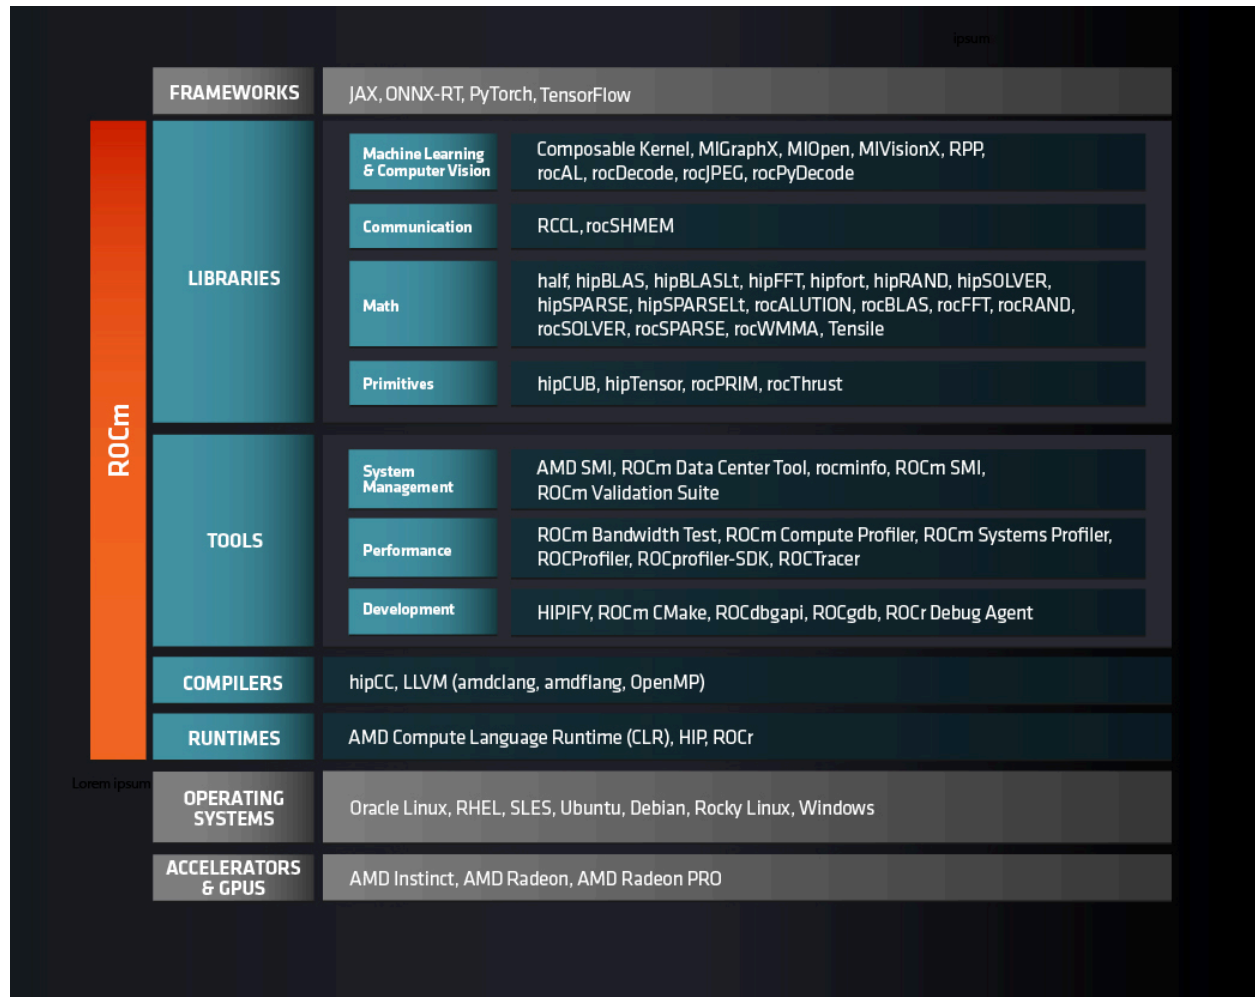 ipsum
FRAMEWORKS
JAX, ONNX-RT, PyTorch, TensorFlow
ROCm
LIBRARIES
Machine Learning
& Computer Vision
Composable Kernel, MIGraphX, MIOpen, MIVisionX, RPP,
rocAL, rocDecode, rocJPEG, rocPyDecode
Communication
RCCL, rocSHMEM
Math
half, hipBLAS, hipBLASLt, hipFFT, hipfort, hipRAND, hipSOLVER,
hipSPARSE, hipSPARSELt, rocALUTION, rocBLAS, rocFFT, rocRAND,
rocSOLVER, rocSPARSE, rocWMMA, Tensile
Primitives
hipCUB, hipTensor, rocPRIM, rocThrust
TOOLS
System
Management
AMD SMI, ROCm Data Center Tool, rocminfo, ROCm SMI,
ROCm Validation Suite
Performance
ROCm Bandwidth Test, ROCm Compute Profiler, ROCm Systems Profiler,
ROCProfiler, ROCprofiler-SDK, ROCTracer
Development
HIPIFY, ROCm CMake, ROCdbgapi, ROCgdb, ROCr Debug Agent
COMPILERS
hipCC, LLVM (amdclang, amdflang, OpenMP)
RUNTIMES
AMD Compute Language Runtime (CLR), HIP, ROCr
Lorem ipsum
OPERATING
SYSTEMS
Oracle Linux, RHEL, SLES, Ubuntu, Debian, Rocky Linux, Windows
ACCELERATORS
& GPUS
AMD Instinct, AMD Radeon, AMD Radeon PRO